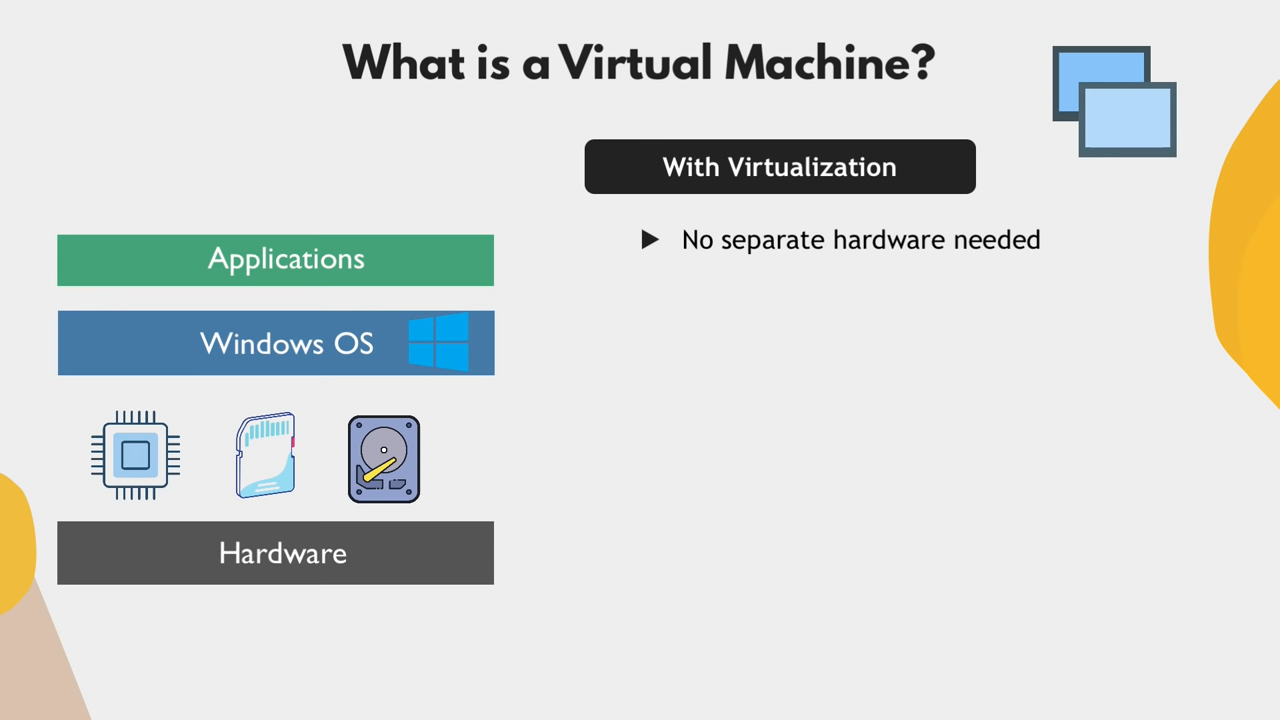 What is a Virtual Machine?
With Virtualization
No separate hardware needed
Applications
Windows OS
Hardware